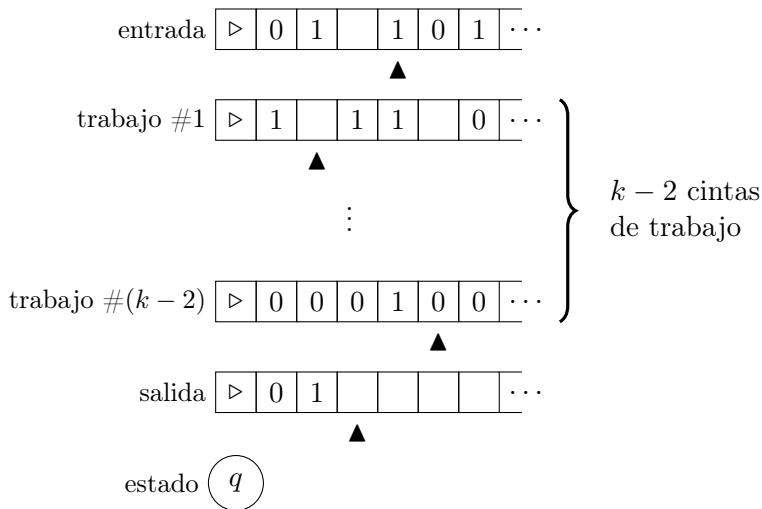 entrada ▷ 0 1 1 0 1 ···
trabajo #1 ▷ 1 1 1 0 ···
⋮
k − 2 cintas
de trabajo
trabajo #(k − 2) ▷ 0 0 0 1 0 0 ···
salida ▷ 0 1 ···
estado q